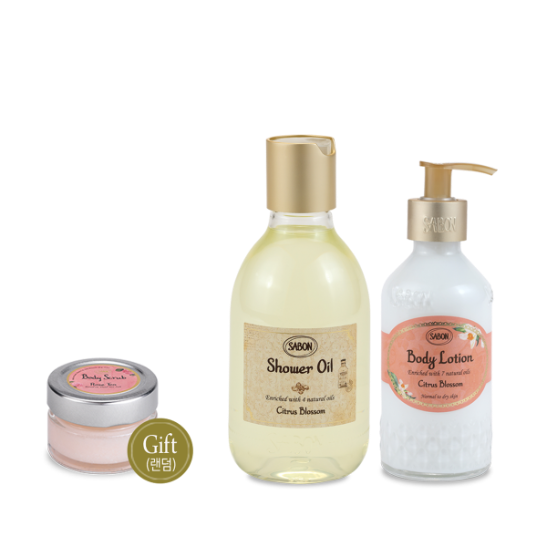 Body Scrub
Gift
(랜덤)
SABON
Shower Oil
Enriched with 4 natural oils
Citrus Blossom
SABON
SABON
Body Lotion
Enriched with 7 natural oils
Citrus Blossom
Normal to dry skin